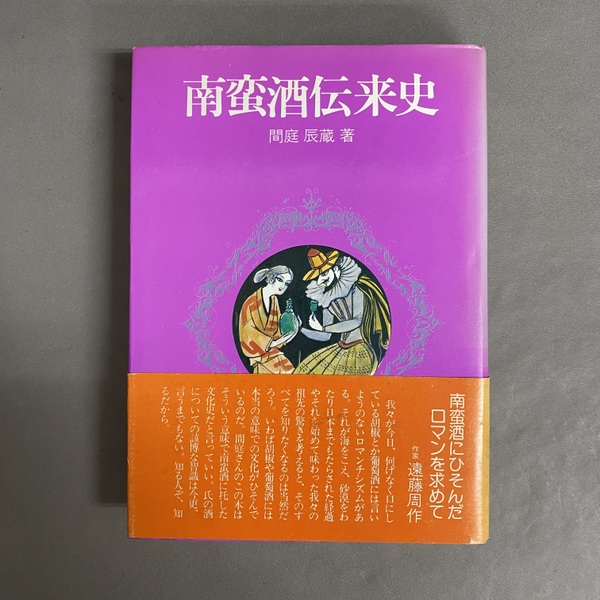 南蛮酒伝来史
間庭 辰蔵 著
南蛮酒にひそんだ
ロマンを求めて
作家 遠藤周作
我々が今日、何げなく口にし
ている胡椒とか葡萄酒には言い
ようのないロマンチシズムがあ
る。それが海をこえ、砂漠をわ
たり日本までもたらされた経過
やそれを始めて味わった我々の
祖先の驚きを考えると、そのす
べてを知りたくなるのは当然だ
ろう。いわば胡椒や葡萄酒には
本当の意味での文化がひそんで
いるのだ。間庭さんのこの本は
そういう意味で南蛮酒に托した
文化史だと言っていい。氏の酒
についての該博な智識は今更、
言うまでもない。知る人ぞ、知
るだから。